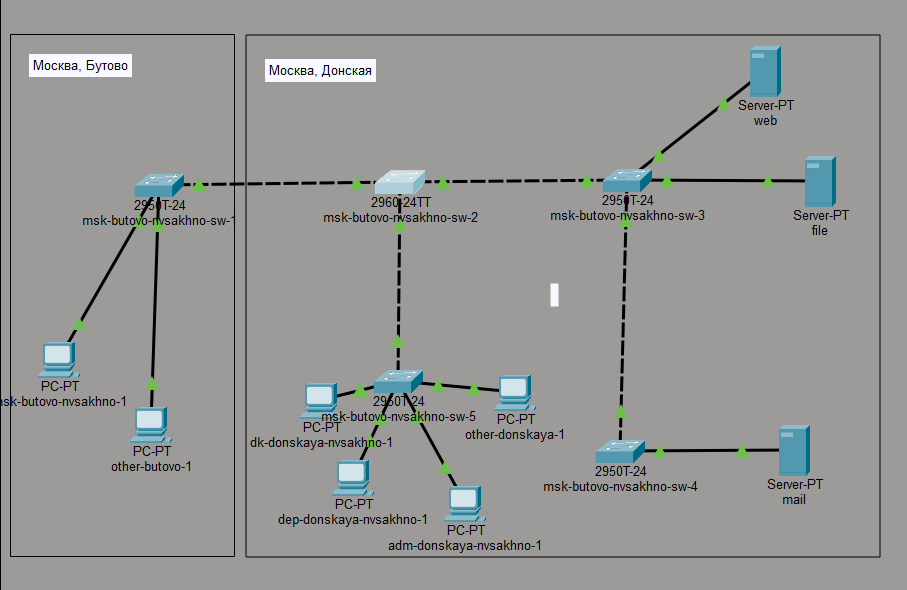 Москва, Бутово
Москва, Донская
Server-PT
web
2950T-24
msk-butovo-nvsakhno-sw-1
2960-24TT
msk-butovo-nvsakhno-sw-2
2950T-24
msk-butovo-nvsakhno-sw-3
Server-PT
file
PC-PT
msk-butovo-nvsakhno-1
PC-PT
other-butovo-1
2950T-24
msk-butovo-nvsakhno-sw-5
PC-PT
dk-donskaya-nvsakhno-1
PC-PT
other-donskaya-1
PC-PT
dep-donskaya-nvsakhno-1
PC-PT
adm-donskaya-nvsakhno-1
2950T-24
msk-butovo-nvsakhno-sw-4
Server-PT
mail